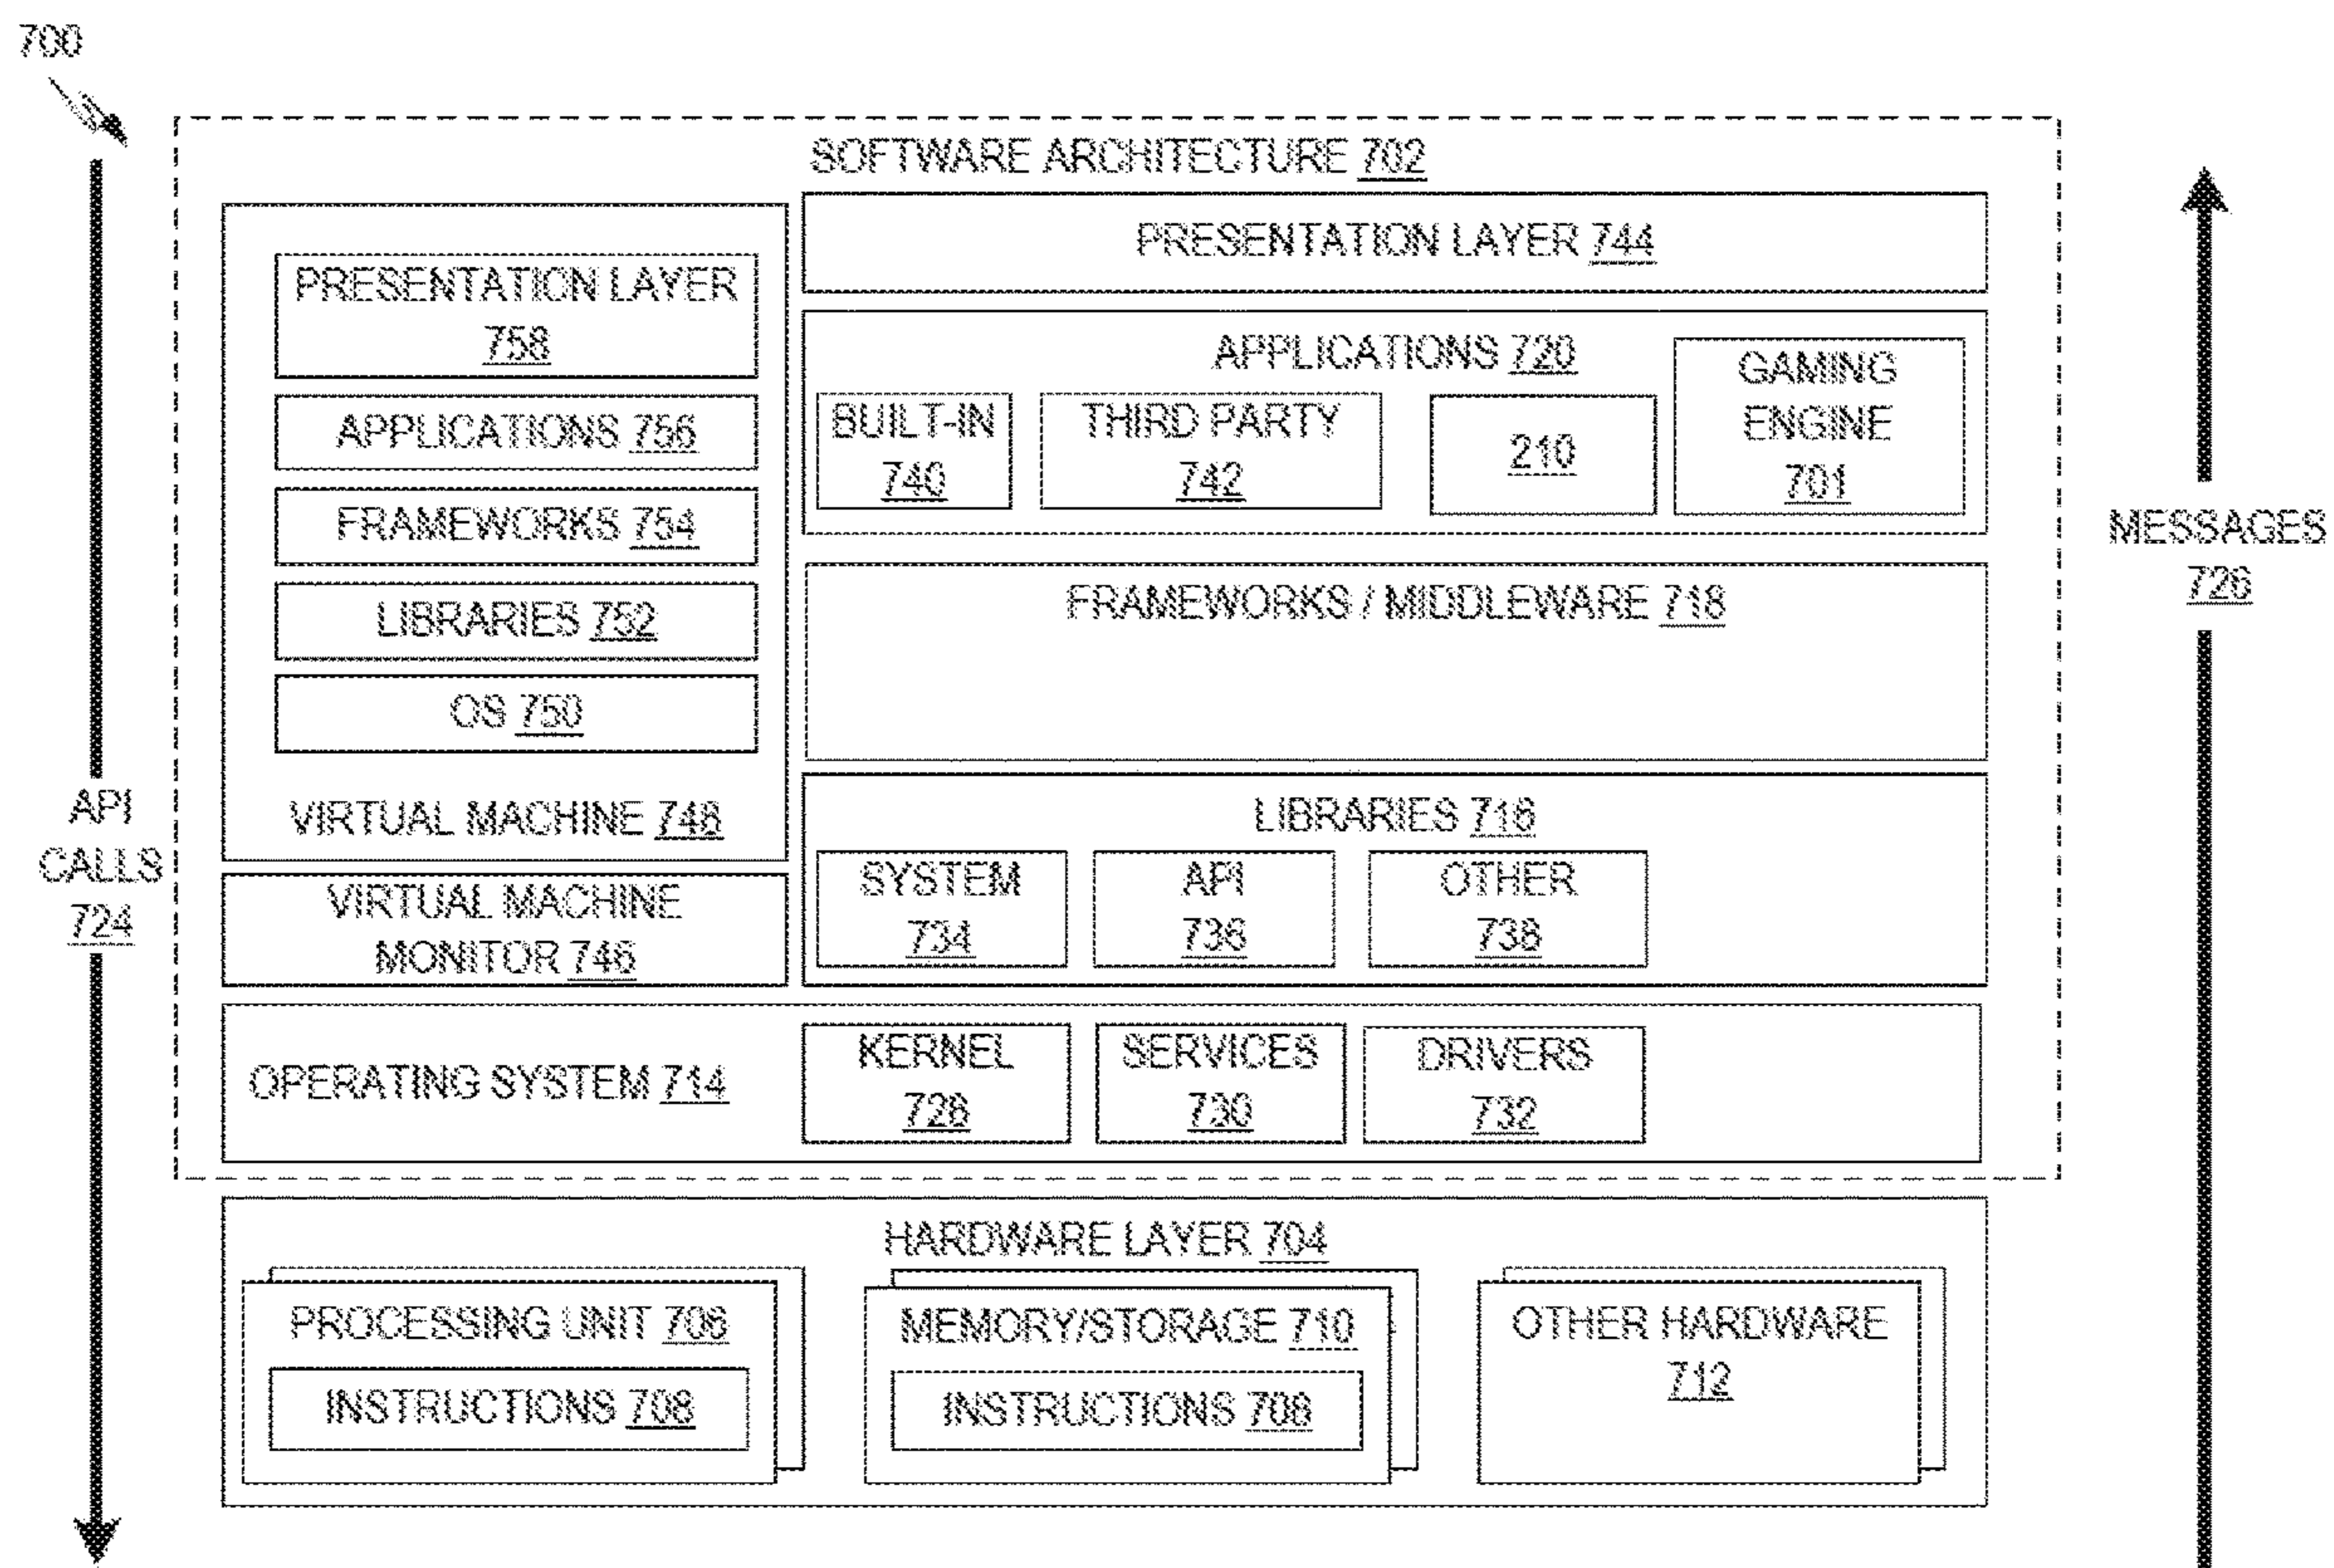 700
SOFTWARE ARCHITECTURE 702
PRESENTATION LAYER
758
APPLICATIONS 756
FRAMEWORKS 754
LIBRARIES 752
OS 750
VIRTUAL MACHINE 748
VIRTUAL MACHINE
MONITOR 746
PRESENTATION LAYER 744
APPLICATIONS 720
BUILT-IN
740
THIRD PARTY
742
210
GAMING
ENGINE
701
FRAMEWORKS / MIDDLEWARE 718
LIBRARIES 716
SYSTEM
734
API
736
OTHER
738
OPERATING SYSTEM 714
KERNEL
728
SERVICES
730
DRIVERS
732
HARDWARE LAYER 704
PROCESSING UNIT 706
INSTRUCTIONS 708
MEMORY/STORAGE 710
INSTRUCTIONS 708
OTHER HARDWARE
712
API
CALLS
724
MESSAGES
726